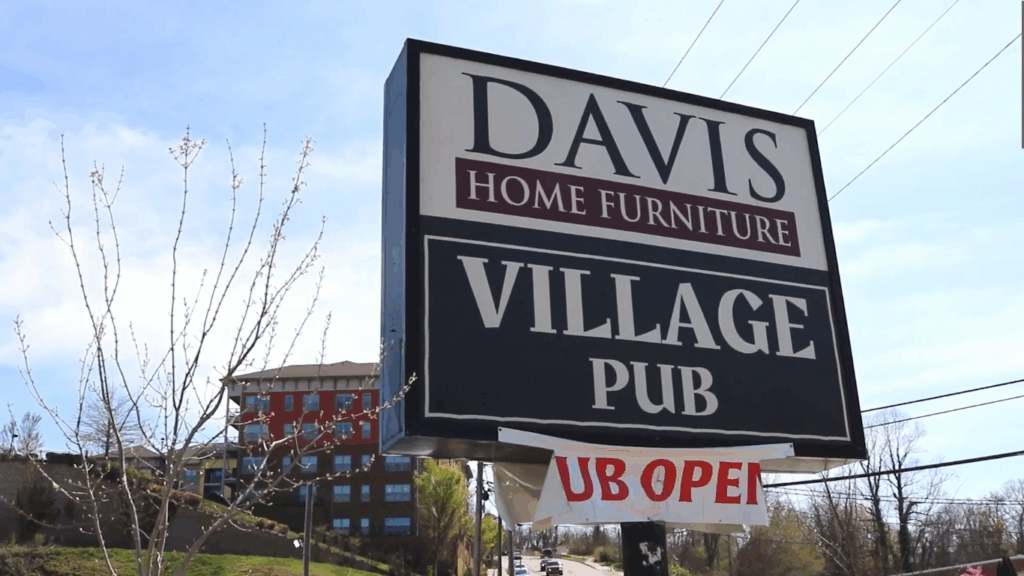 DAVIS
HOME FURNITURE
VILLAGE
PUB
UB OPEN